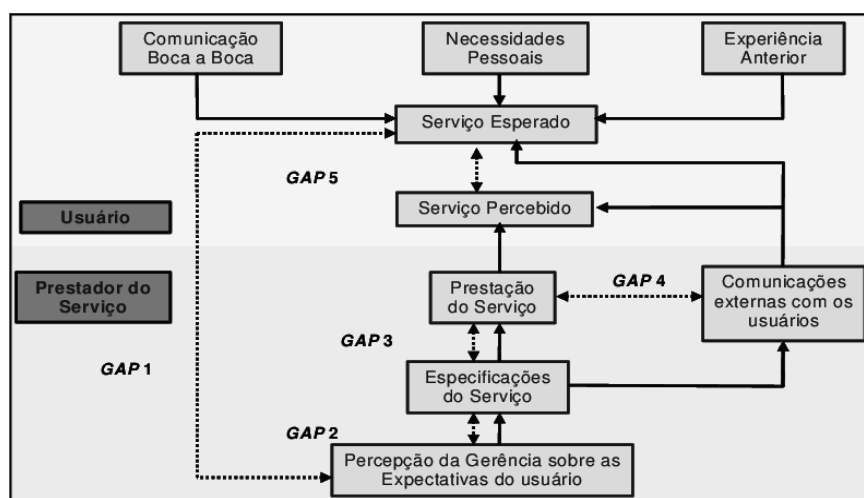 Comunicação
Boca a Boca
Necessidades
Pessoais
Experiência
Anterior
Serviço Esperado
GAP 5
Serviço Percebido
Usuário
Prestador do
Serviço
Prestação
do Serviço
GAP 4
Comunicações
externas com os
usuários
GAP 3
GAP 1
Especificações
do Serviço
GAP 2
Percepção da Gerência sobre as
Expectativas do usuário